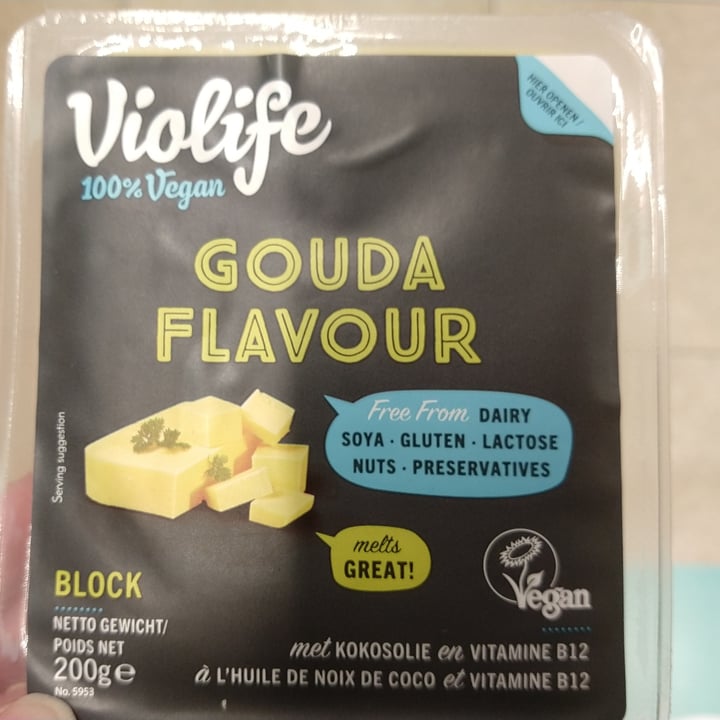 Violife
100% Vegan
HIER OPENEN /
OUVRIR ICI
GOUDA
FLAVOUR
Free From DAIRY
SOYA · GLUTEN · LACTOSE
NUTS · PRESERVATIVES
Serving suggestion
melts
GREAT!
Vegan
BLOCK
NETTO GEWICHT/
POIDS NET
200g e
No. 5953
met KOKOSOLIE en VITAMINE B12
à L'HUILE DE NOIX DE COCO et VITAMINE B12